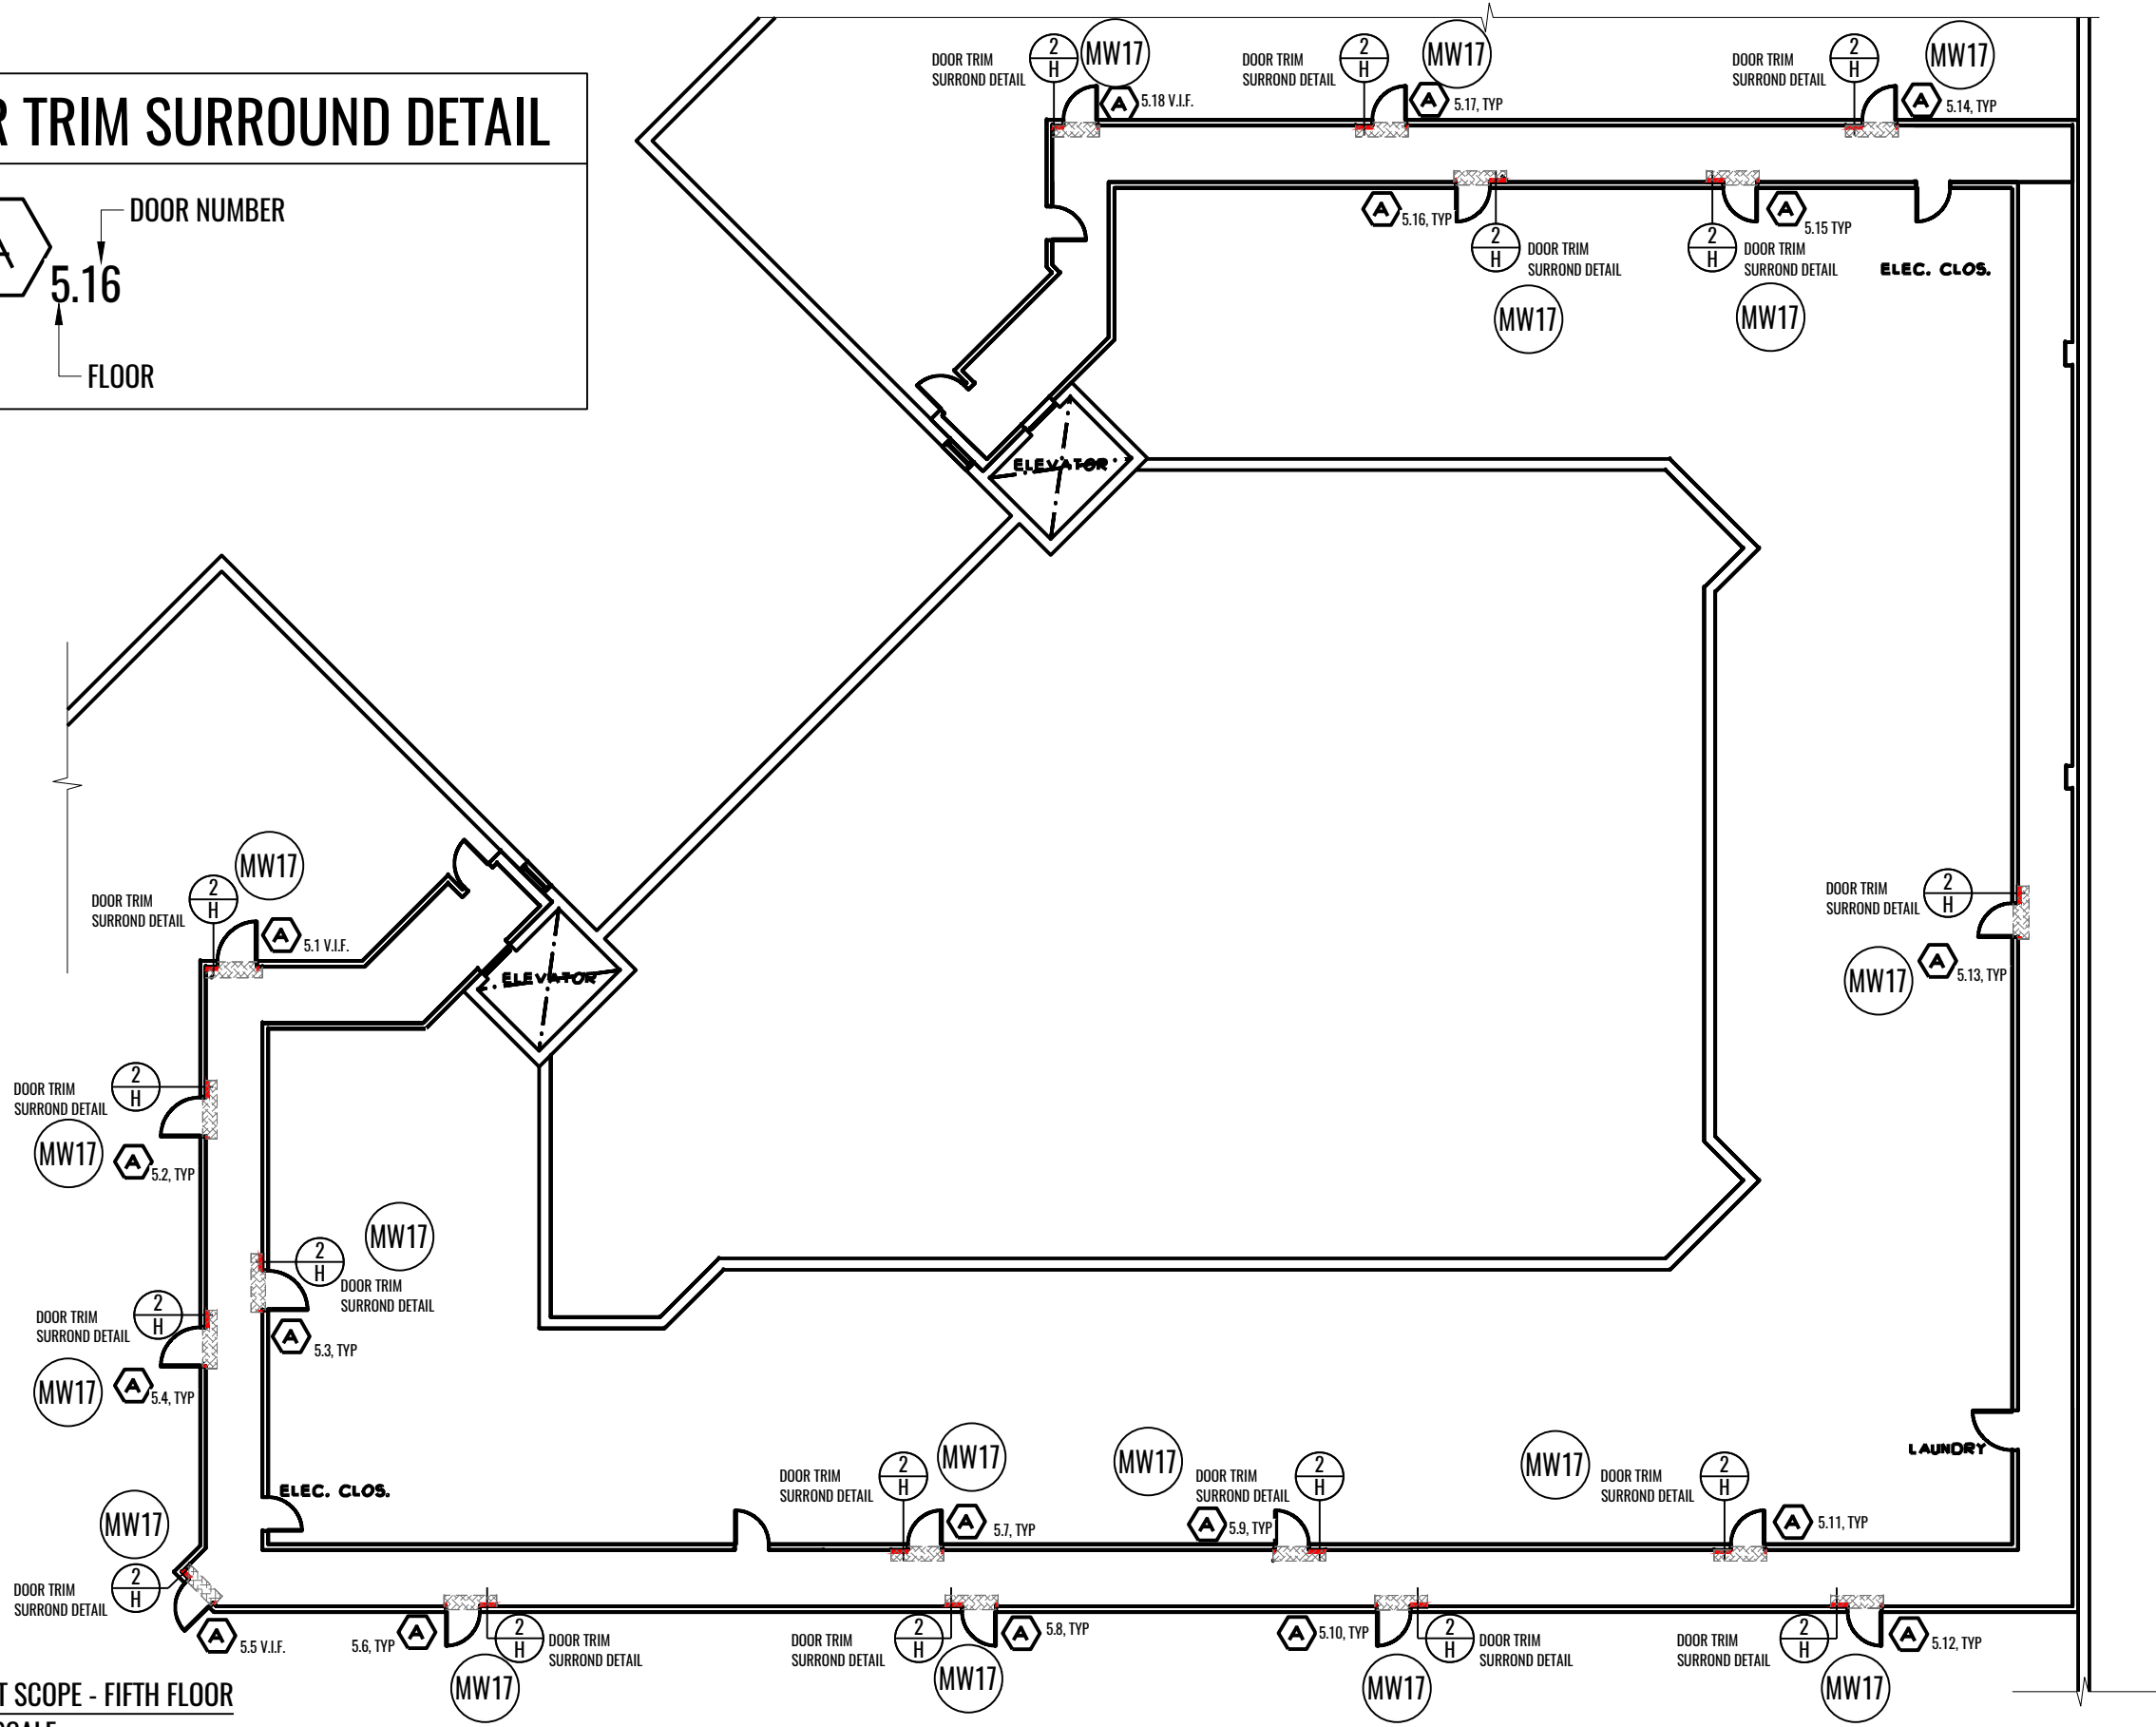 R TRIM SURROUND DETAIL
A
DOOR NUMBER
5.16
FLOOR
DOOR TRIM
SURROND DETAIL
2
H
MW17
A
5.18 V.I.F.
DOOR TRIM
SURROND DETAIL
2
H
MW17
A
5.17, TYP
DOOR TRIM
SURROND DETAIL
2
H
MW17
A
5.14, TYP
A
5.16, TYP
2
H
DOOR TRIM
SURROND DETAIL
MW17
A
5.15 TYP
2
H
DOOR TRIM
SURROND DETAIL
MW17
ELEC. CLOS.
ELEVATOR
MW17
DOOR TRIM
SURROND DETAIL
2
H
A
5.1 V.I.F.
ELEVATOR
DOOR TRIM
SURROND DETAIL
2
H
MW17
A
5.13, TYP
DOOR TRIM
SURROND DETAIL
2
H
MW17
A
5.2, TYP
MW17
2
H
DOOR TRIM
SURROND DETAIL
A
5.3, TYP
DOOR TRIM
SURROND DETAIL
2
H
MW17
A
5.4, TYP
ELEC. CLOS.
MW17
DOOR TRIM
SURROND DETAIL
2
H
A
5.5 V.I.F.
DOOR TRIM
SURROND DETAIL
2
H
MW17
A
5.7, TYP
MW17
DOOR TRIM
SURROND DETAIL
2
H
A
5.9, TYP
MW17
DOOR TRIM
SURROND DETAIL
2
H
A
5.11, TYP
LAUNDRY
5.6, TYP
A
2
H
DOOR TRIM
SURROND DETAIL
MW17
DOOR TRIM
SURROND DETAIL
2
H
MW17
A
5.8, TYP
A
5.10, TYP
2
H
DOOR TRIM
SURROND DETAIL
MW17
DOOR TRIM
SURROND DETAIL
2
H
MW17
A
5.12, TYP
T SCOPE - FIFTH FLOOR